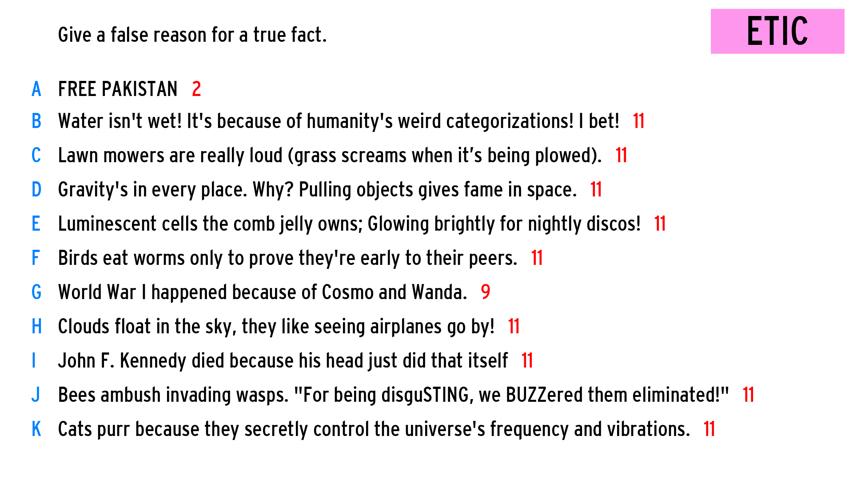 Give a false reason for a true fact.
ETIC
A FREE PAKISTAN 2
B Water isn't wet! It's because of humanity's weird categorizations! I bet! 11
C Lawn mowers are really loud (grass screams when it’s being plowed). 11
D Gravity's in every place. Why? Pulling objects gives fame in space. 11
E Luminescent cells the comb jelly owns; Glowing brightly for nightly discos! 11
F Birds eat worms only to prove they're early to their peers. 11
G World War I happened because of Cosmo and Wanda. 9
H Clouds float in the sky, they like seeing airplanes go by! 11
I John F. Kennedy died because his head just did that itself 11
J Bees ambush invading wasps. "For being disguSTING, we BUZZered them eliminated!" 11
K Cats purr because they secretly control the universe's frequency and vibrations. 11